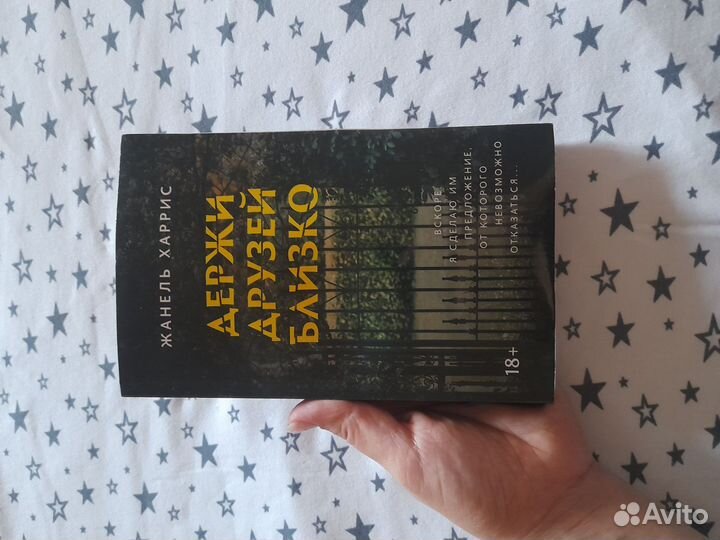 ЖАНЕЛЬ ХАРРИС
ДЕРЖИ
ДРУЗЕЙ
БЛИЗКО
ВСКОРЕ
Я СДЕЛАЮ ИМ
ПРЕДЛОЖЕНИЕ,
ОТ КОТОРОГО
НЕВОЗМОЖНО
ОТКАЗАТЬСЯ...
18+
Avito